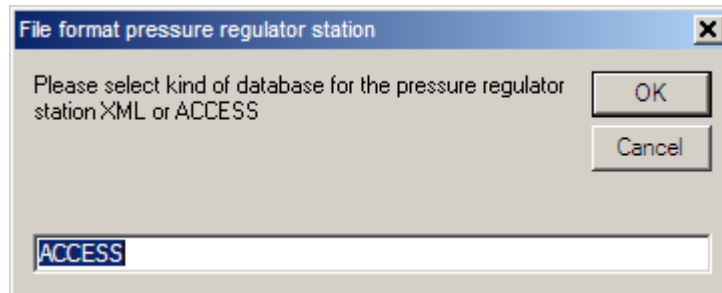 File format pressure regulator station
Please select kind of database for the pressure regulator
station XML or ACCESS
OK
Cancel
ACCESS